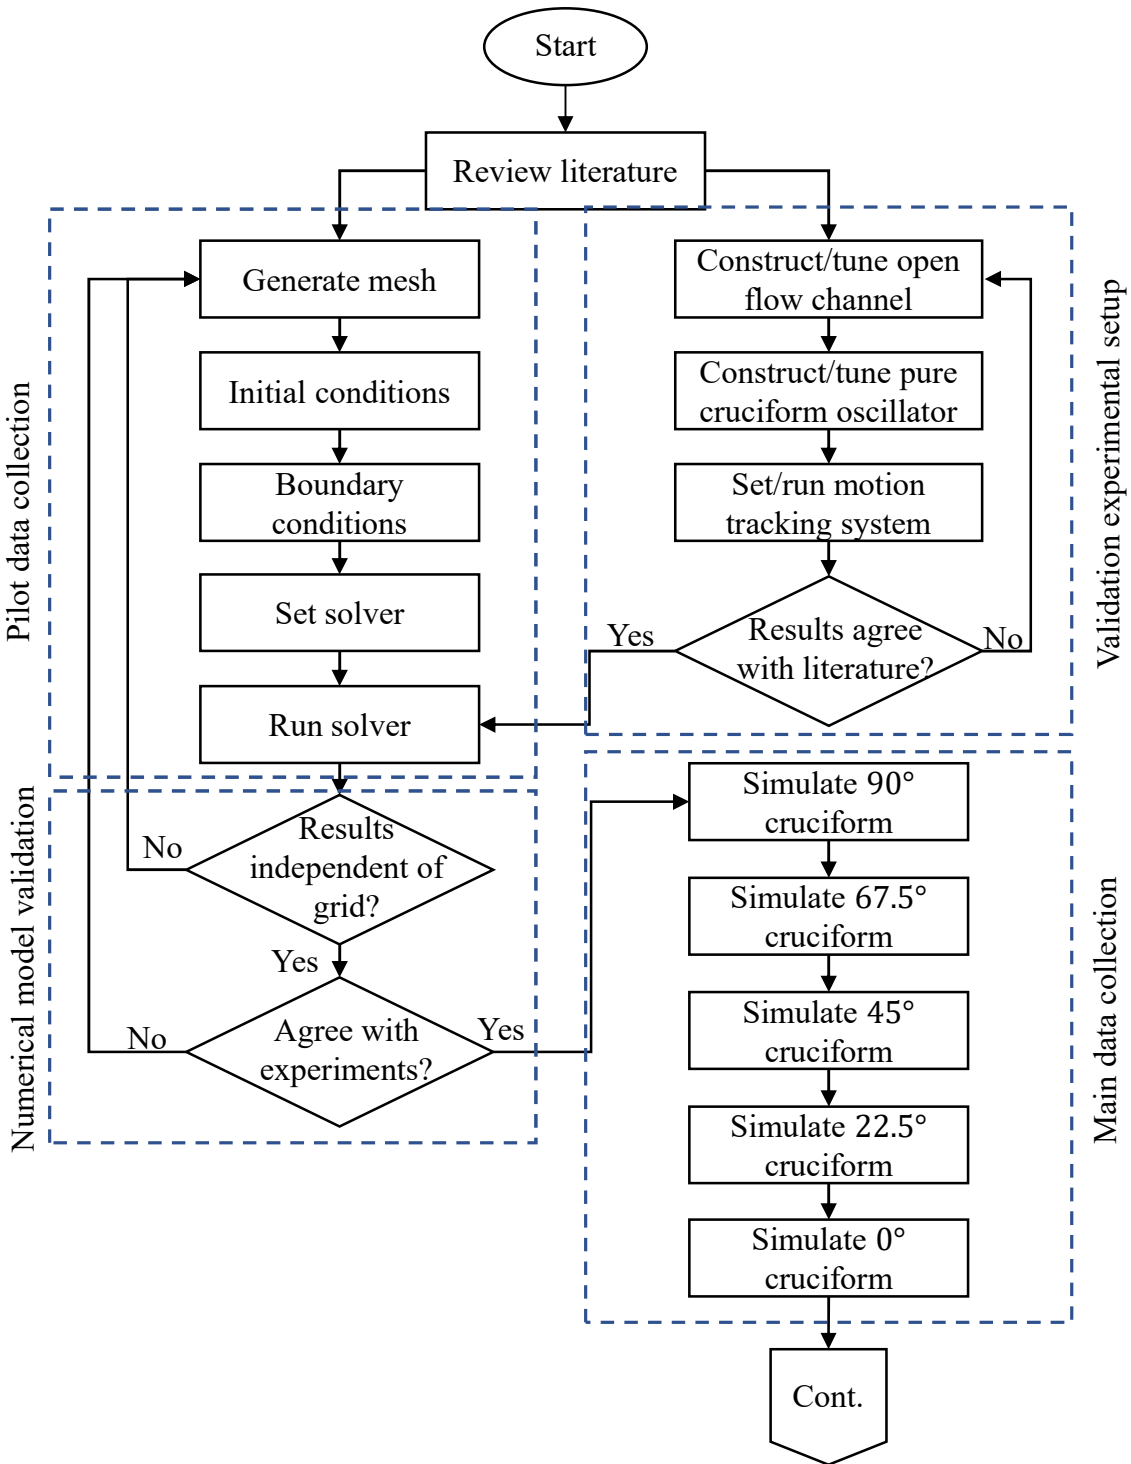 Start
Review literature
Pilot data collection
Generate mesh
Initial conditions
Boundary
conditions
Set solver
Run solver
Validation experimental setup
Construct/tune open
flow channel
Construct/tune pure
cruciform oscillator
Set/run motion
tracking system
Results agree
with literature?
Yes
No
Numerical model validation
Results
independent of
grid?
No
Yes
Agree with
experiments?
No
Yes
Main data collection
Simulate 90°
cruciform
Simulate 67.5°
cruciform
Simulate 45°
cruciform
Simulate 22.5°
cruciform
Simulate 0°
cruciform
Cont.